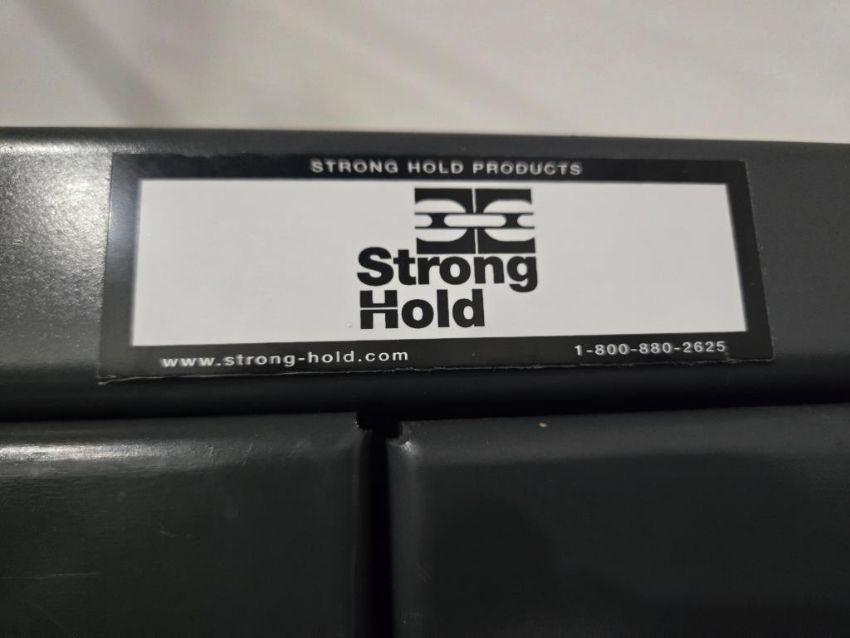 STRONG HOLD PRODUCTS
Strong
Hold
www.strong-hold.com
1-800-880-2625